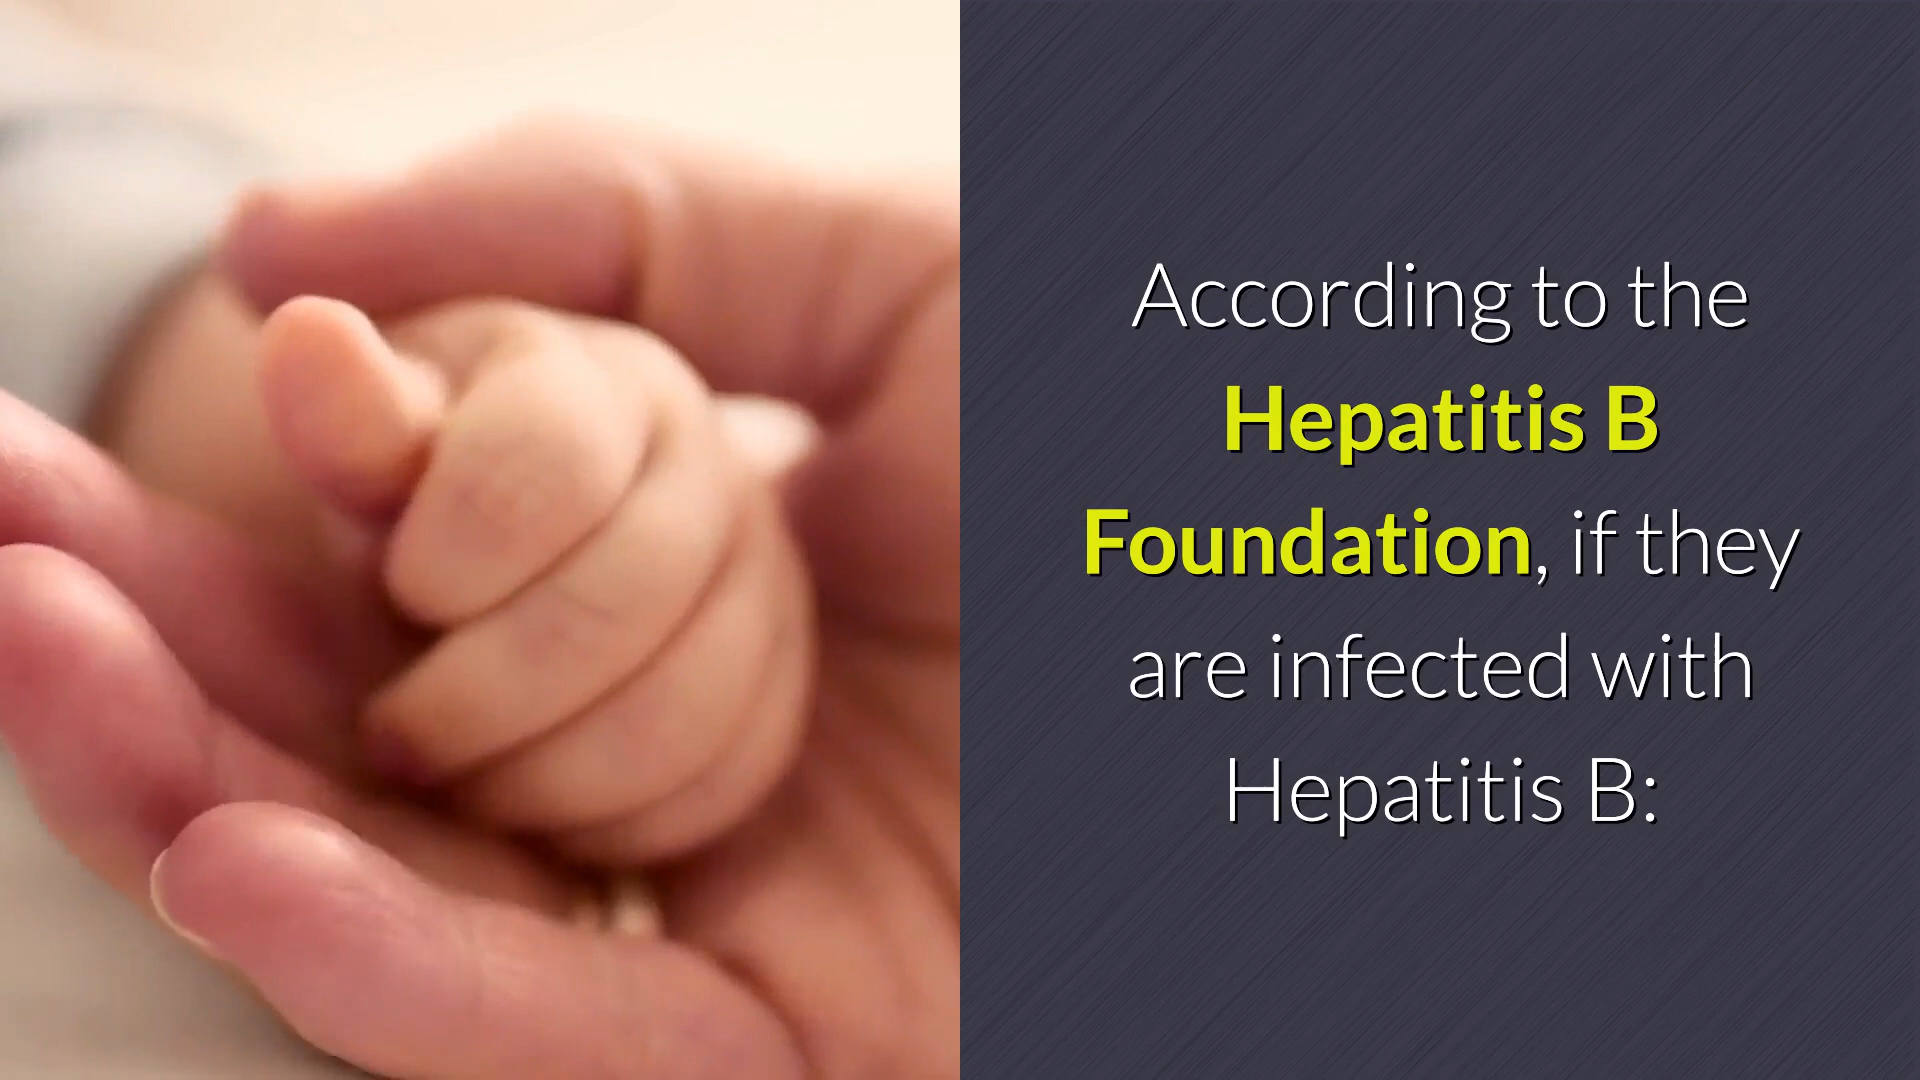 According to the
Hepatitis B
Foundation, if they
are infected with
Hepatitis B: